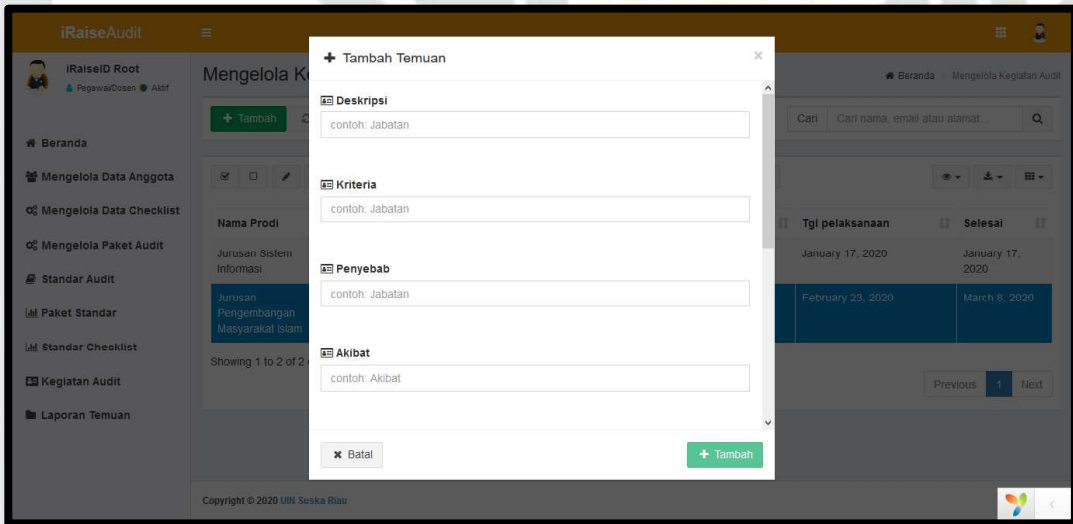 iRaiseAudit
iRaiseID Root
Pegawai/Dosen Aktif
Beranda
Mengelola Data Anggota
Mengelola Data Checklist
Mengelola Paket Audit
Standar Audit
Paket Standar
Standar Checklist
Kegiatan Audit
Laporan Temuan
Mengelola K
Beranda
Mengelola Kegiatan Audit
+ Tambah
Cari
Cari nama, email atau alamat...
Nama Prodi
Tgl pelaksanaan
Selesai
Jurusan Sistem
Informasi
January 17, 2020
January 17,
2020
Jurusan
Pengembangan
Masyarakat Islam
February 23, 2020
March 8, 2020
Showing 1 to 2 of 2
Previous
1
Next
Copyright © 2020 UIN Suska Riau
+ Tambah Temuan
×
Deskripsi
contoh: Jabatan
Kriteria
contoh: Jabatan
Penyebab
contoh: Jabatan
Akibat
contoh: Akibat
× Batal
+ Tambah